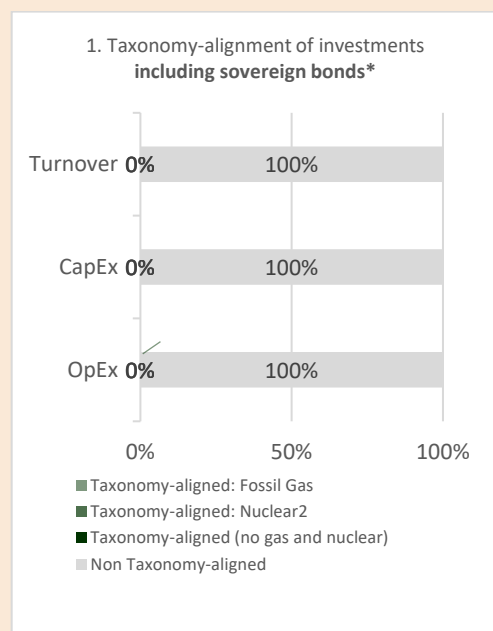 1. Taxonomy-alignment of investments
including sovereign bonds*
Turnover 0% 100%
CapEx 0% 100%
OpEx 0% 100%
0% 50% 100%
Taxonomy-aligned: Fossil Gas
Taxonomy-aligned: Nuclear2
Taxonomy-aligned (no gas and nuclear)
Non Taxonomy-aligned